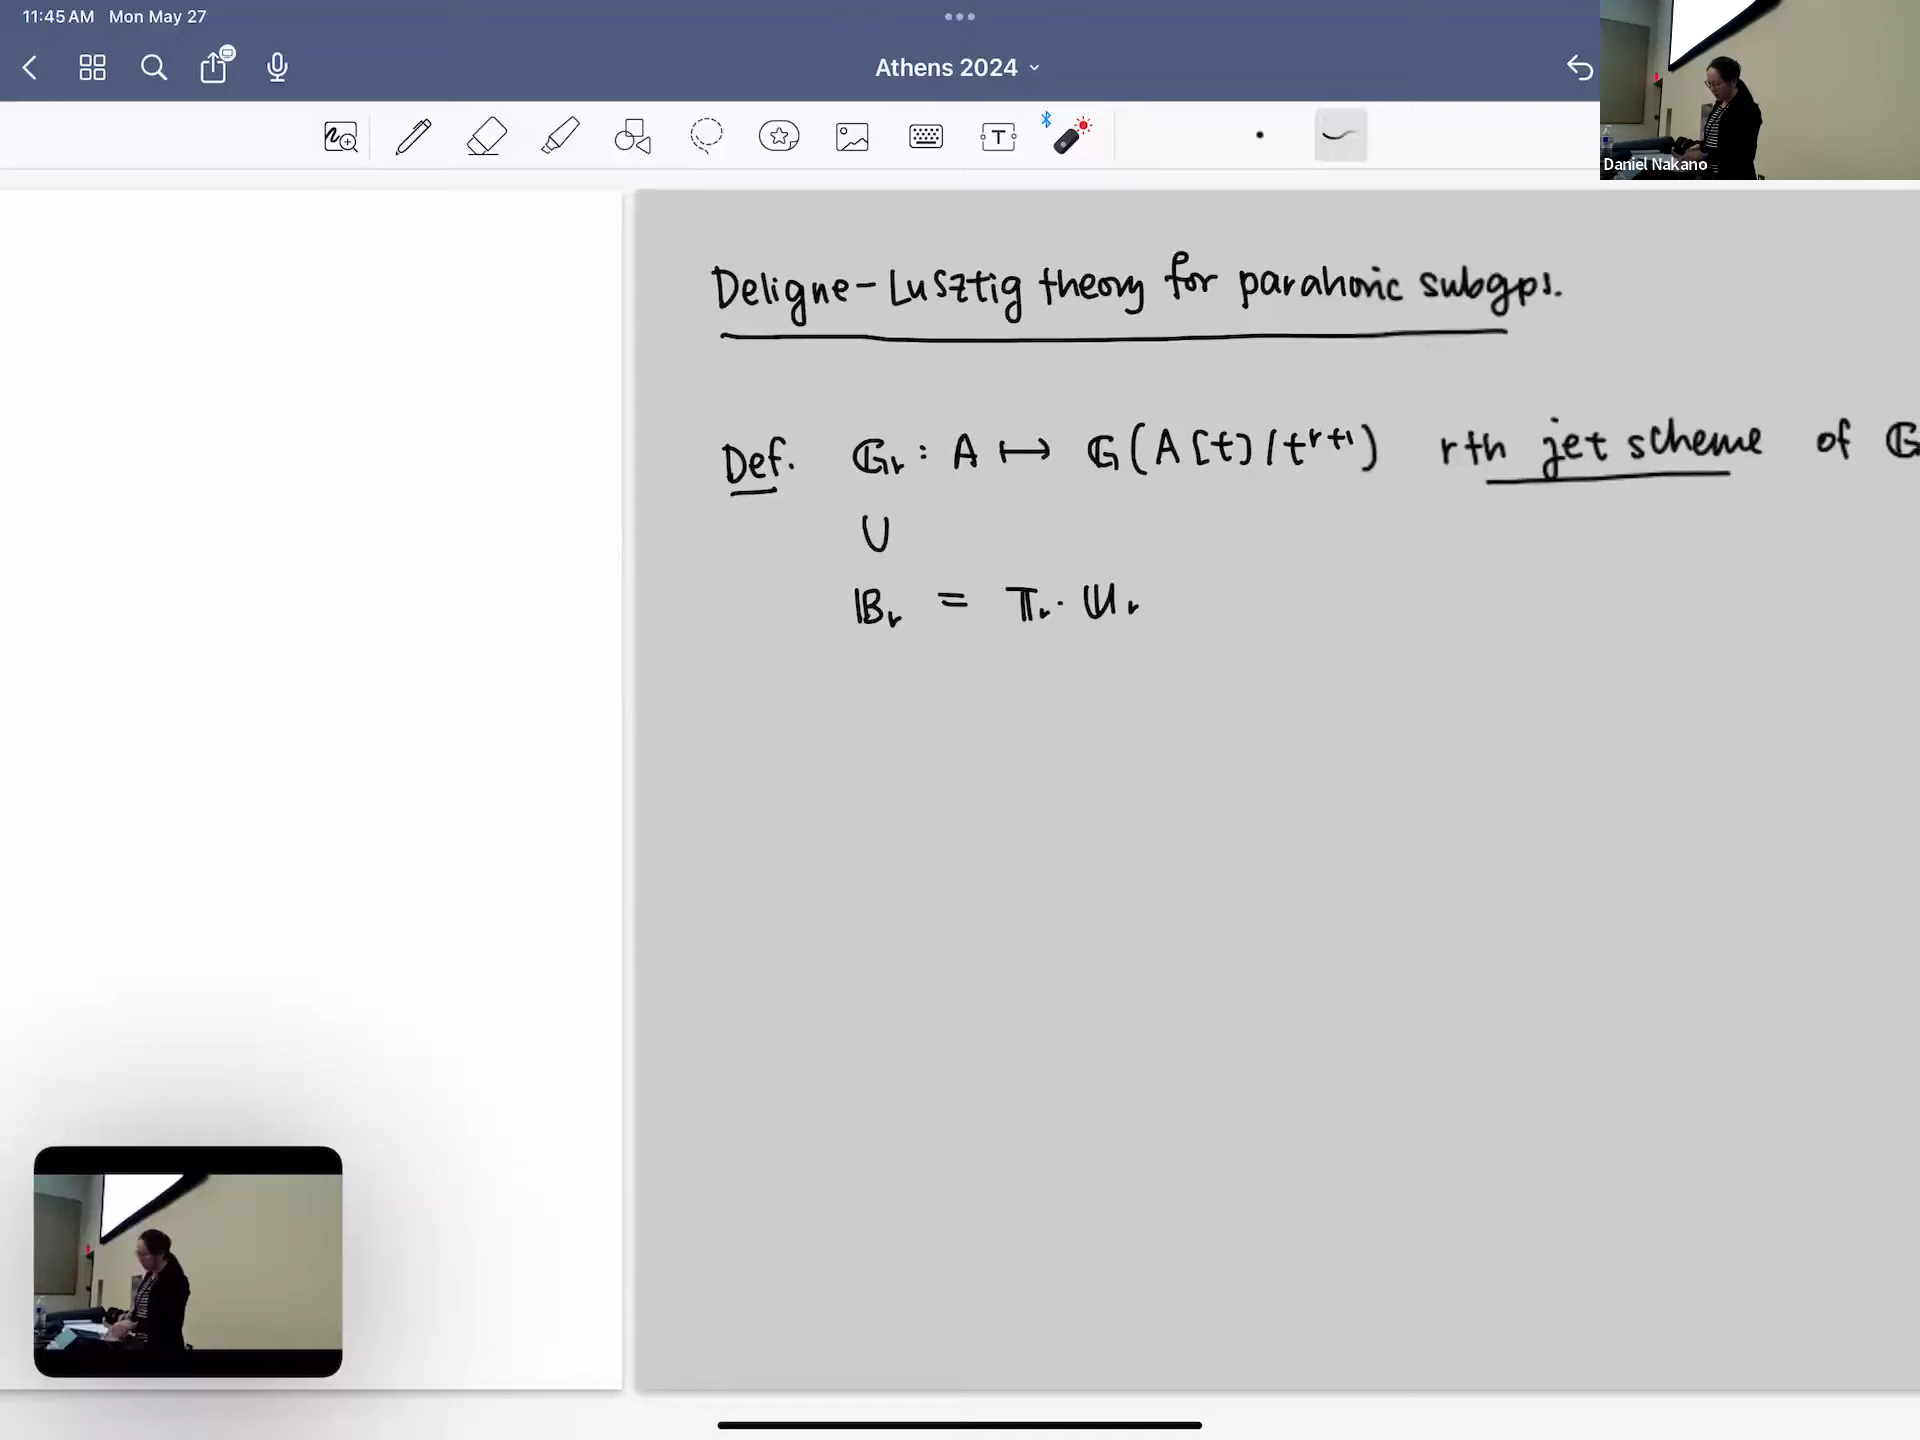 11:45 AM Mon May 27
Athens 2024
T
Daniel Nakano
Deligne-Lusztig theory for parahoric subgps.
Def. 𝔾ᵣ : A ↦ 𝔾(A[t]/tʳ⁺¹) rth jet scheme of 𝔾
∪
𝔹ᵣ = 𝕋ᵣ · 𝕌ᵣ